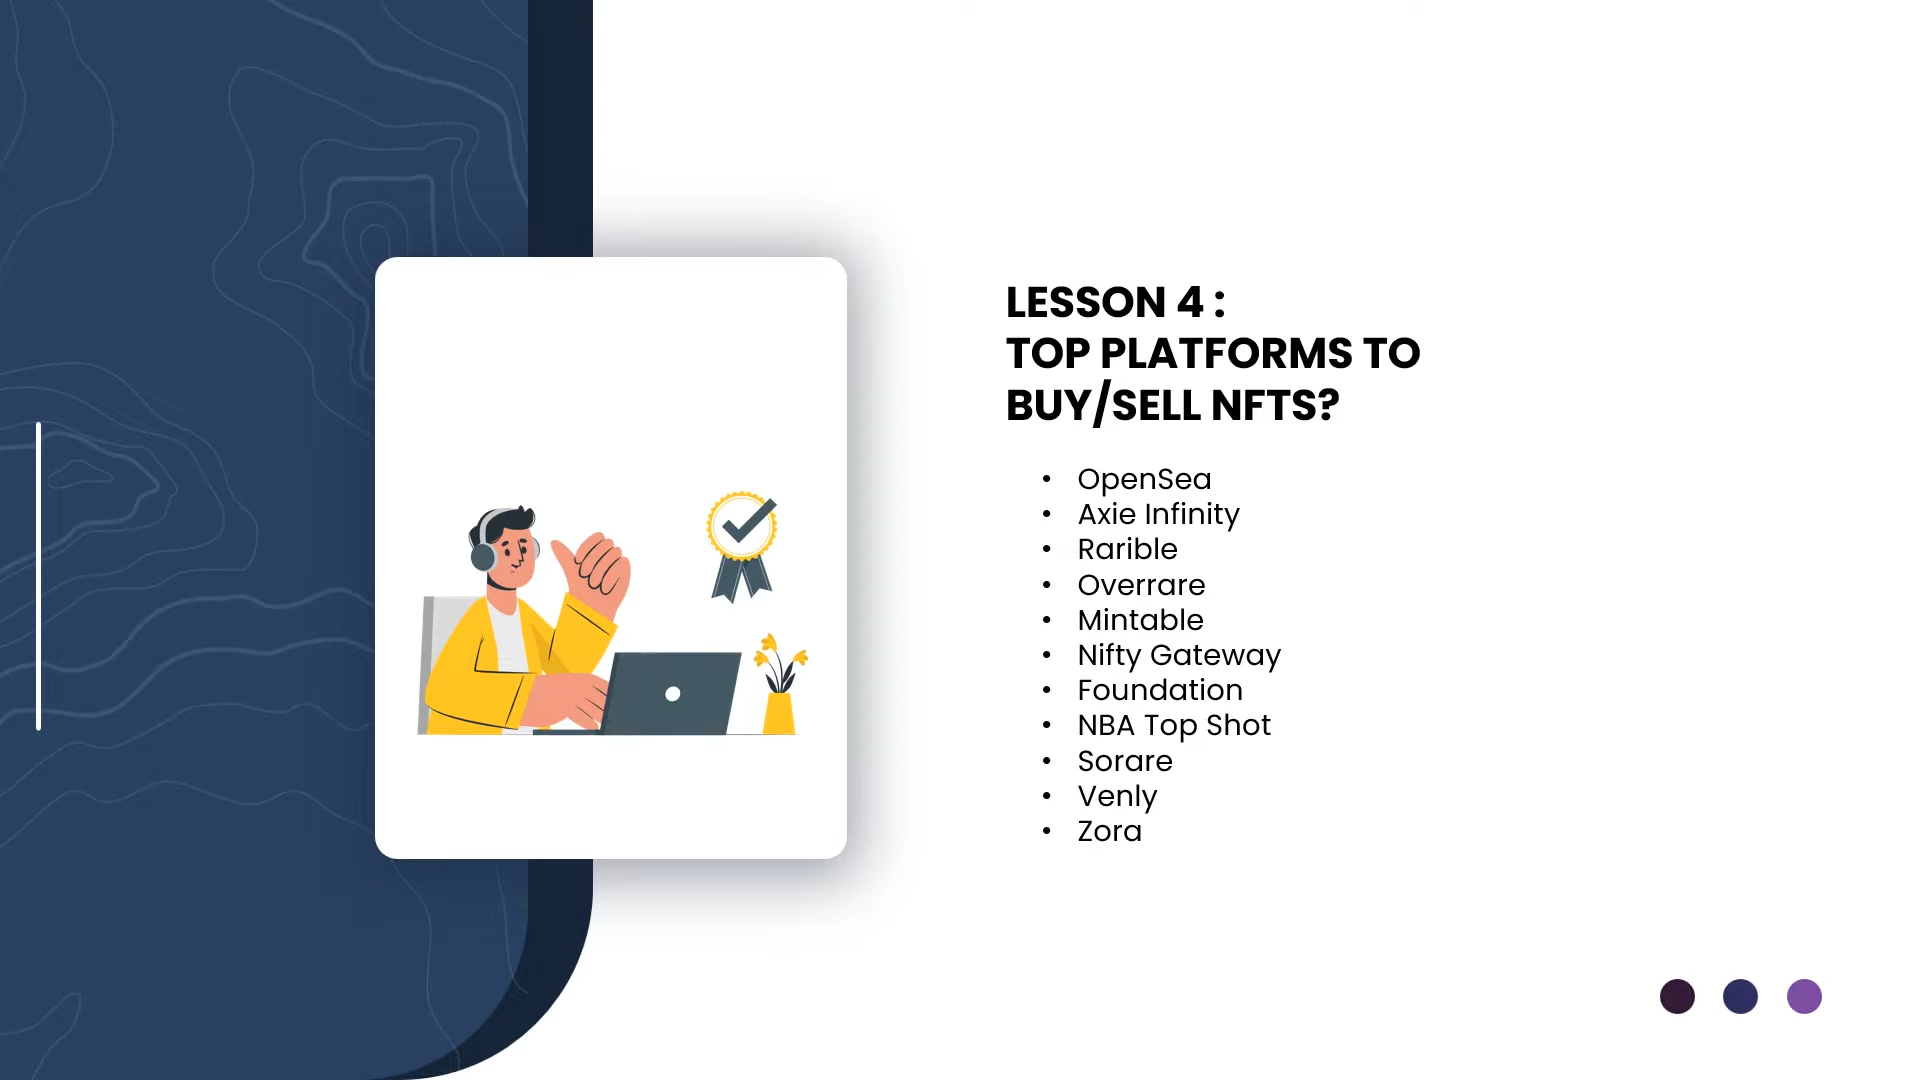 LESSON 4 :
TOP PLATFORMS TO
BUY/SELL NFTS?
• OpenSea
• Axie Infinity
• Rarible
• Overrare
• Mintable
• Nifty Gateway
• Foundation
• NBA Top Shot
• Sorare
• Venly
• Zora